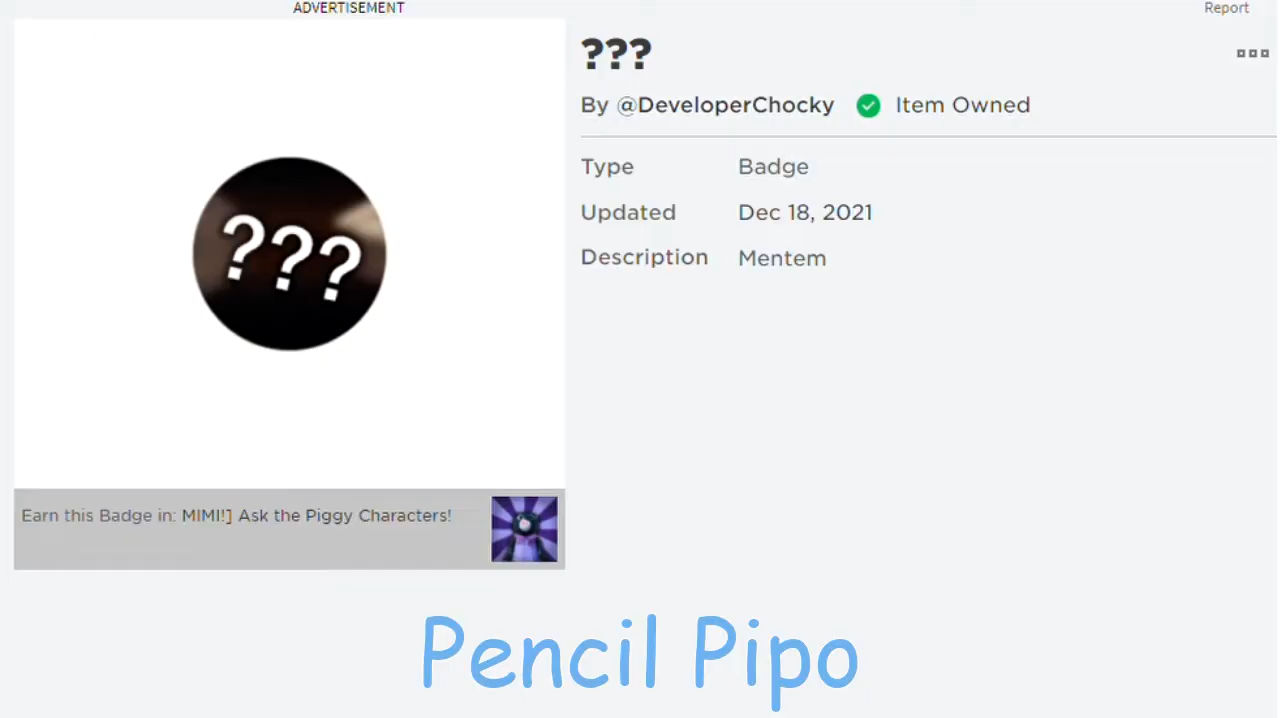 ADVERTISEMENT
Report
???
By @DeveloperChocky Item Owned
Type Badge
Updated Dec 18, 2021
Description Mentem
???
Earn this Badge in: MIMI!] Ask the Piggy Characters!
Pencil Pipo